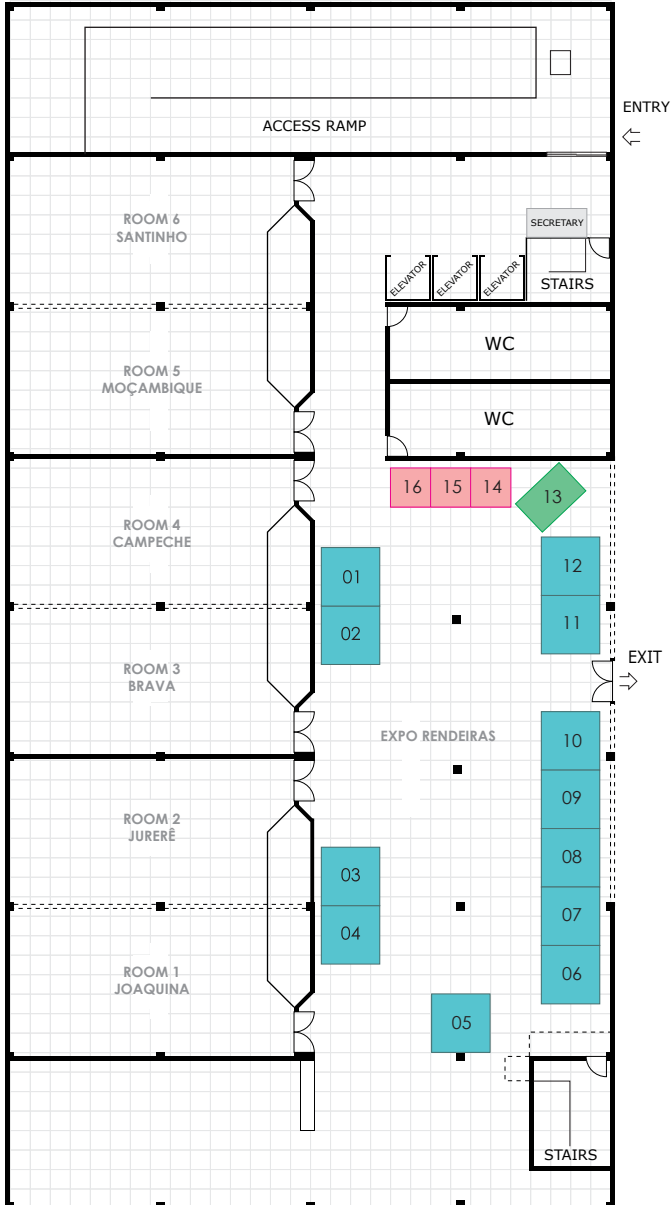 ENTRY
ACCESS RAMP
ROOM 6
SANTINHO
SECRETARY
ELEVATOR
ELEVATOR
ELEVATOR
STAIRS
ROOM 5
MOÇAMBIQUE
WC
WC
16
15
14
13
ROOM 4
CAMPECHE
01
02
12
11
ROOM 3
BRAVA
EXIT
EXPO RENDEIRAS
10
09
08
07
06
ROOM 2
JURERÊ
03
04
ROOM 1
JOAQUINA
05
STAIRS